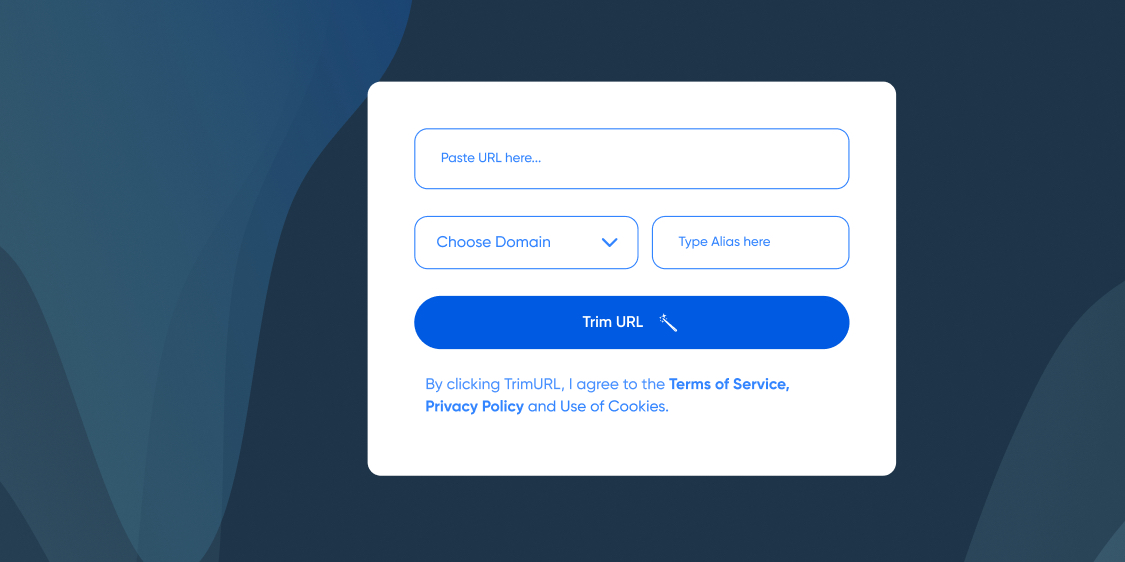 Paste URL here...
Choose Domain
Type Alias here
Trim URL
By clicking TrimURL, I agree to the Terms of Service,
Privacy Policy and Use of Cookies.